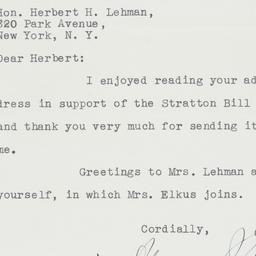 Hon. Herbert H. Lehman,
820 Park Avenue,
New York, N. Y.
Dear Herbert:
I enjoyed reading your ad
dress in support of the Stratton Bill
and thank you very much for sending it
me.
Greetings to Mrs. Lehman a
yourself, in which Mrs. Elkus joins.
Cordially,